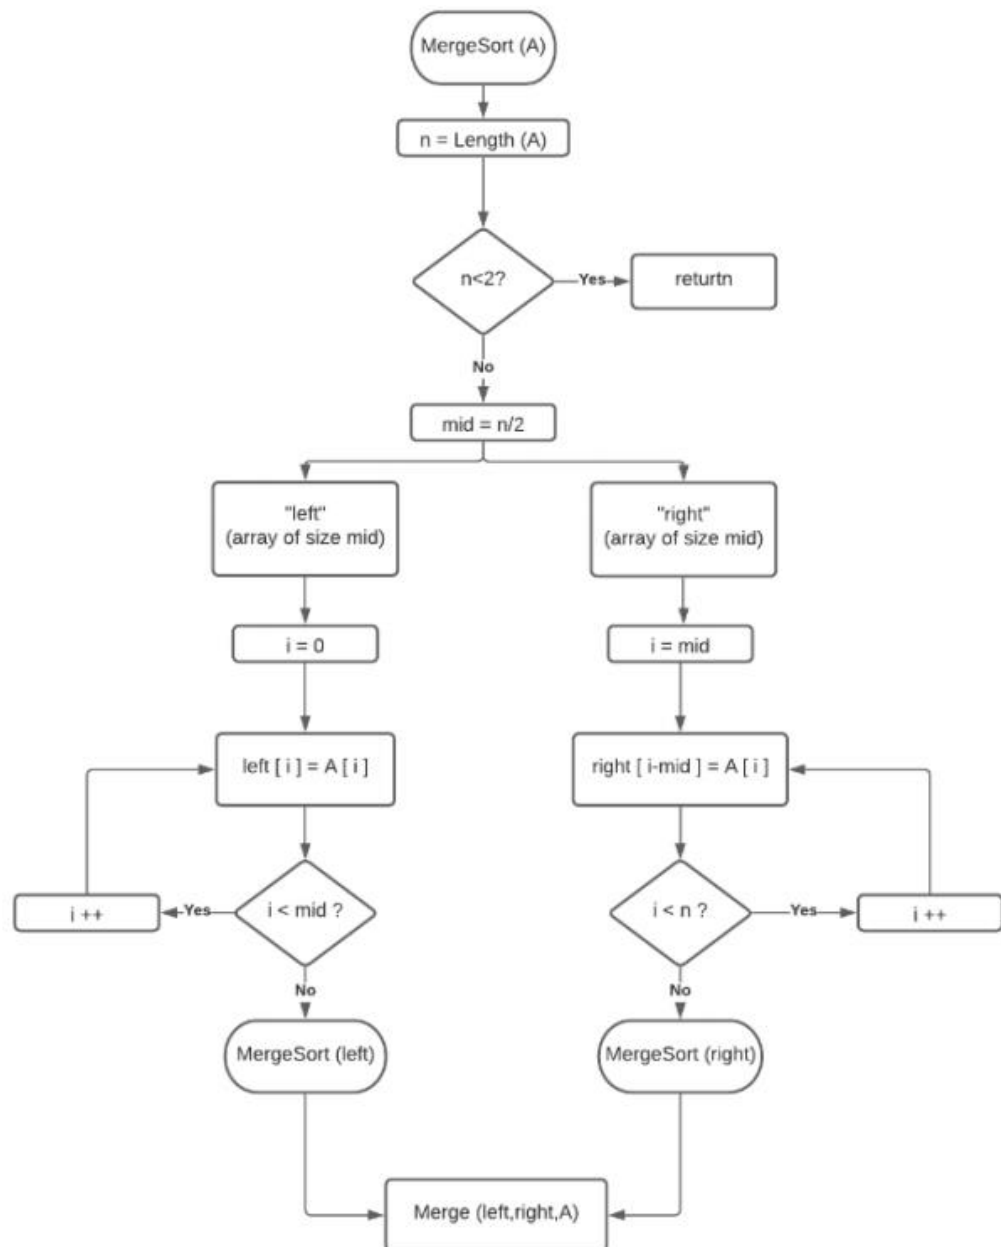 MergeSort (A)
n = Length (A)
n<2?
Yes
returtn
No
mid = n/2
"left"
(array of size mid)
"right"
(array of size mid)
i = 0
i = mid
left [ i ] = A [ i ]
right [ i-mid ] = A [ i ]
i ++
Yes
i < mid ?
i < n ?
Yes
i ++
No
No
MergeSort (left)
MergeSort (right)
Merge (left,right,A)